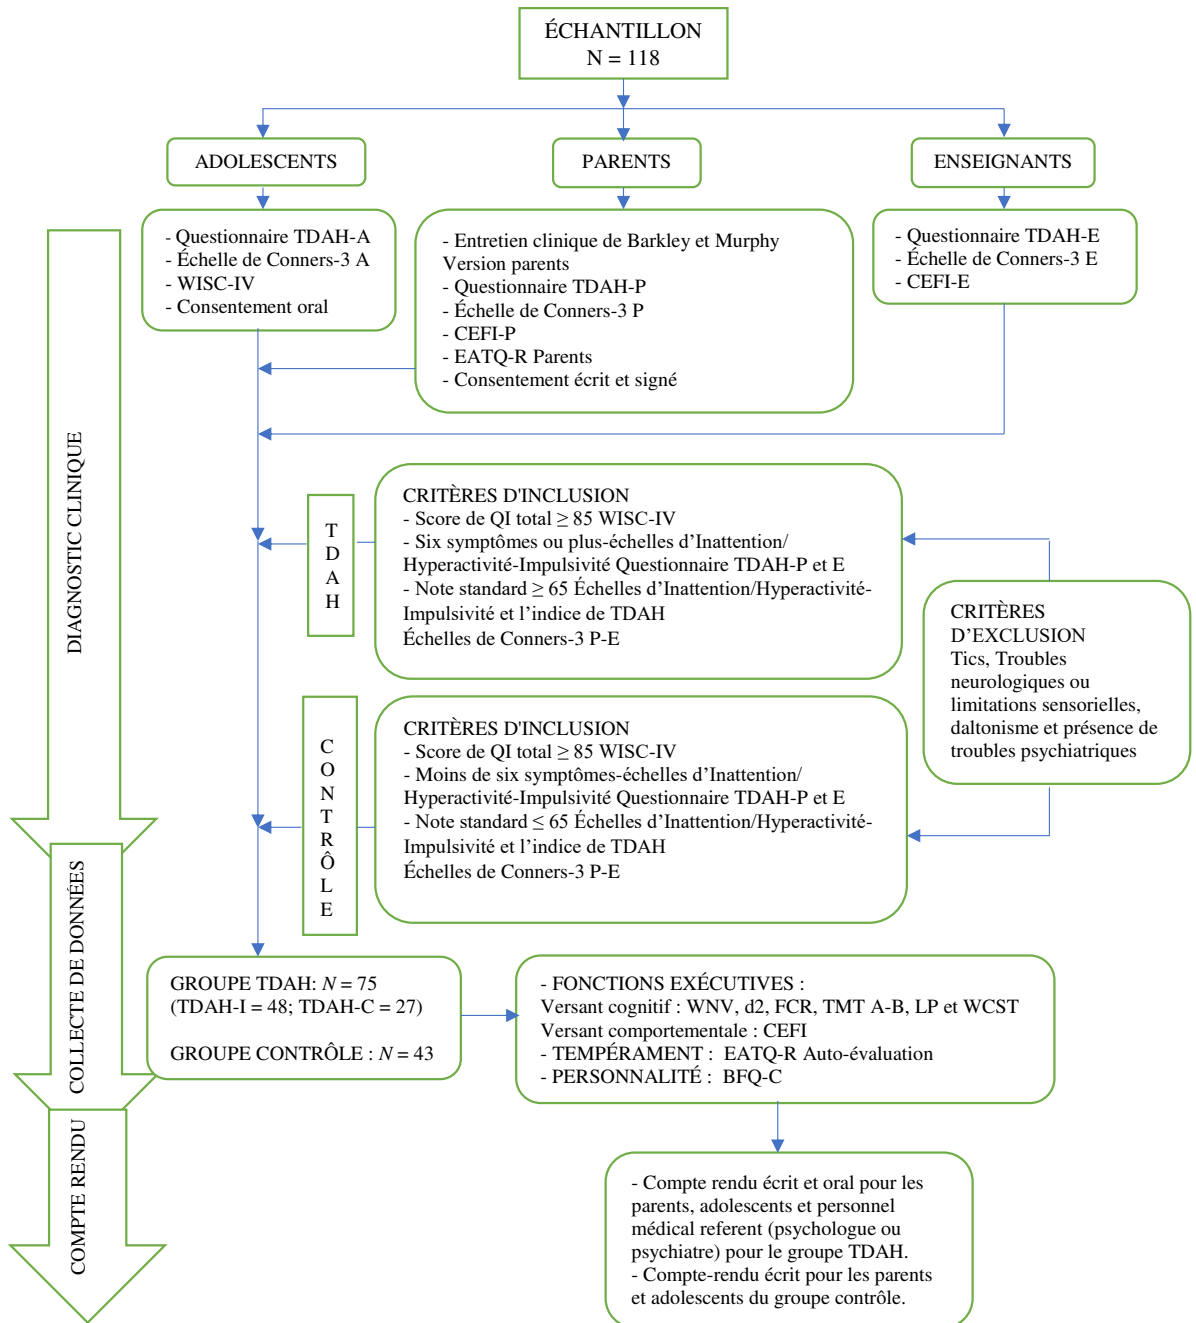 ÉCHANTILLON
N = 118
ADOLESCENTS
PARENTS
ENSEIGNANTS
- Questionnaire TDAH-A
- Échelle de Conners-3 A
- WISC-IV
- Consentement oral
- Entretien clinique de Barkley et Murphy
Version parents
- Questionnaire TDAH-P
- Échelle de Conners-3 P
- CEFI-P
- EATQ-R Parents
- Consentement écrit et signé
- Questionnaire TDAH-E
- Échelle de Conners-3 E
- CEFI-E
DIAGNOSTIC CLINIQUE
T
D
A
H
CRITÈRES D'INCLUSION
- Score de QI total ≥ 85 WISC-IV
- Six symptômes ou plus-échelles d’Inattention/
Hyperactivité-Impulsivité Questionnaire TDAH-P et E
- Note standard ≥ 65 Échelles d’Inattention/Hyperactivité-
Impulsivité et l’indice de TDAH
Échelles de Conners-3 P-E
CRITÈRES
D’EXCLUSION
Tics, Troubles
neurologiques ou
limitations sensorielles,
daltonisme et présence de
troubles psychiatriques
C
O
N
T
R
Ô
L
E
CRITÈRES D'INCLUSION
- Score de QI total ≥ 85 WISC-IV
- Moins de six symptômes-échelles d’Inattention/
Hyperactivité-Impulsivité Questionnaire TDAH-P et E
- Note standard ≤ 65 Échelles d’Inattention/Hyperactivité-
Impulsivité et l’indice de TDAH
Échelles de Conners-3 P-E
COLLECTE DE DONNÉES
GROUPE TDAH: N = 75
(TDAH-I = 48; TDAH-C = 27)
GROUPE CONTRÔLE : N = 43
- FONCTIONS EXÉCUTIVES :
Versant cognitif : WNV, d2, FCR, TMT A-B, LP et WCST
Versant comportementale : CEFI
- TEMPÉRAMENT : EATQ-R Auto-évaluation
- PERSONNALITÉ : BFQ-C
COMPTE RENDU
- Compte rendu écrit et oral pour les
parents, adolescents et personnel
médical referent (psychologue ou
psychiatre) pour le groupe TDAH.
- Compte-rendu écrit pour les parents
et adolescents du groupe contrôle.